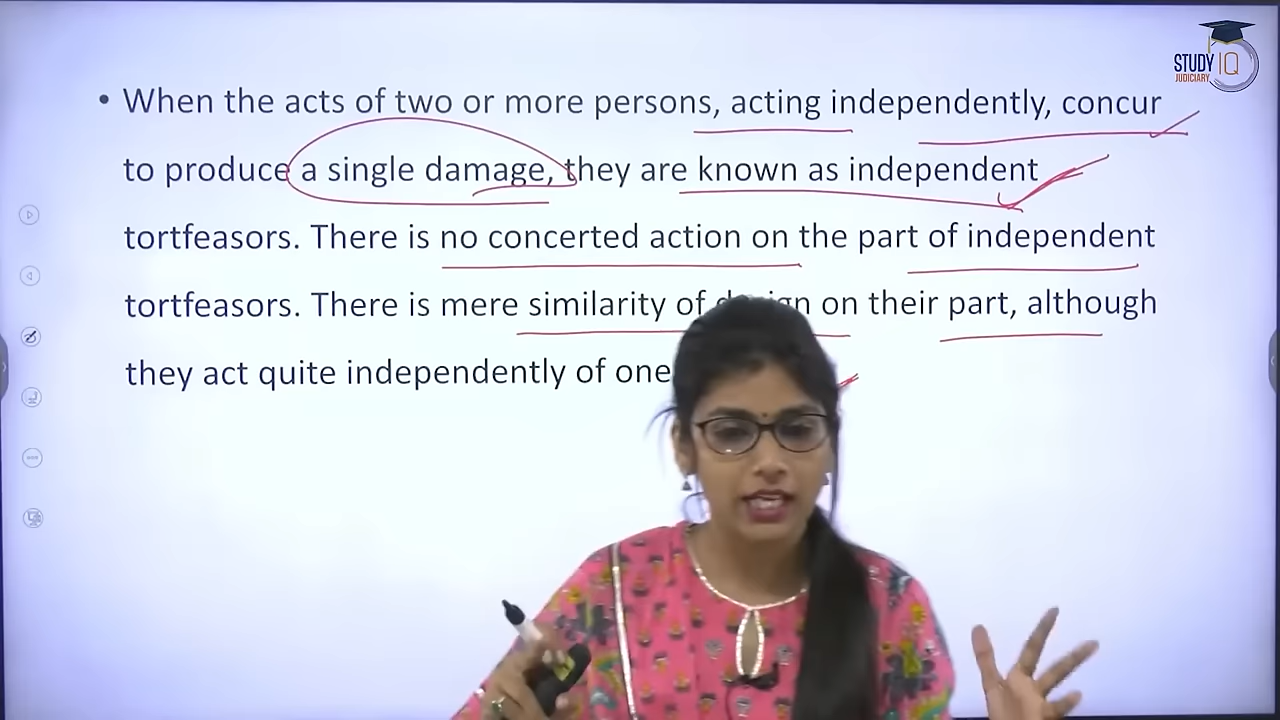 STUDY IQ
JUDICIARY
• When the acts of two or more persons, acting independently, concur
to produce a single damage, they are known as independent
tortfeasors. There is no concerted action on the part of independent
tortfeasors. There is mere similarity of design on their part, although
they act quite independently of one